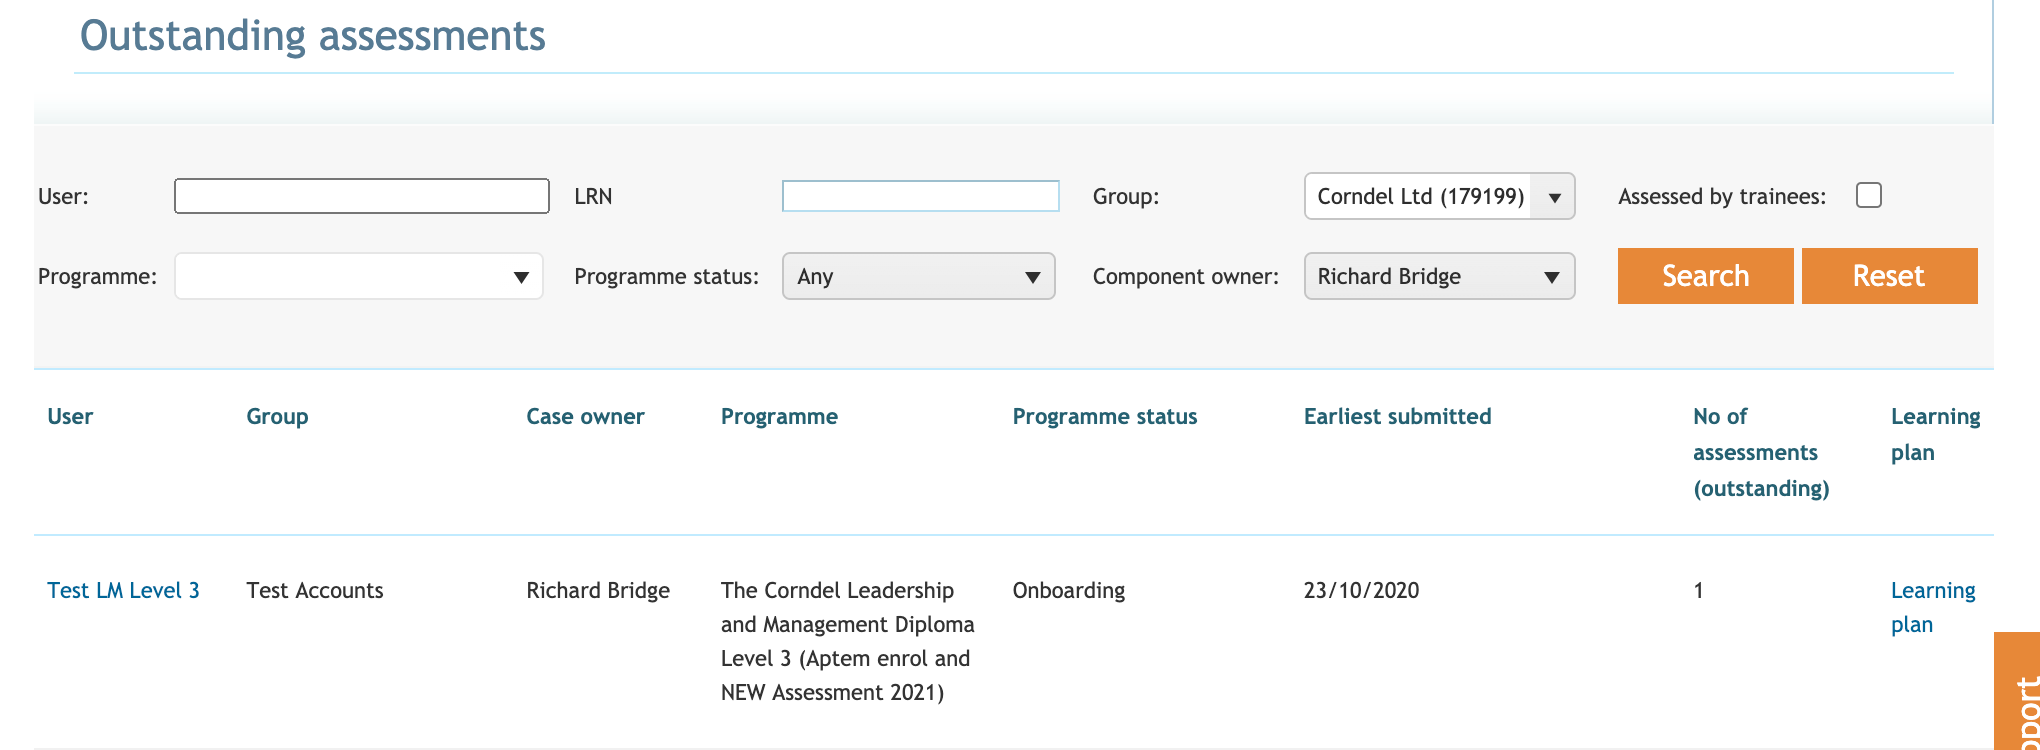 Outstanding assessments
User: LRN Group: Corndel Ltd (179199) Assessed by trainees:
Programme: Programme status: Any Component owner: Richard Bridge Search Reset
User Group Case owner Programme Programme status Earliest submitted No of Learning
assessments plan
(outstanding)
Test LM Level 3 Test Accounts Richard Bridge The Corndel Leadership Onboarding 23/10/2020 1 Learning
and Management Diploma plan
Level 3 (Aptem enrol and
NEW Assessment 2021)